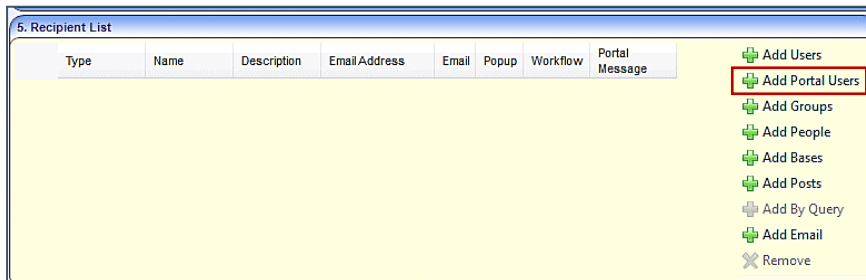 5. Recipient List
Type Name Description Email Address Email Popup Workflow Portal Message
Add Users
Add Portal Users
Add Groups
Add People
Add Bases
Add Posts
Add By Query
Add Email
Remove